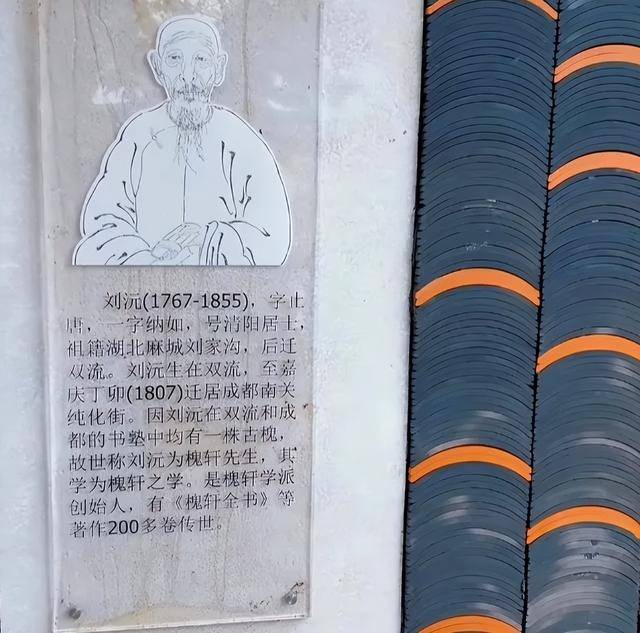 刘沅(1767-1855)，字止
唐，一字纳如，号清阳居士，
祖籍湖北麻城刘家沟，后迁
双流。刘沅生在双流，至嘉
庆丁卯(1807)迁居成都南关
纯化街。因刘沅在双流和成
都的书塾中均有一株古槐，
故世称刘沅为槐轩先生，其
学为槐轩之学。是槐轩学派
创始人，有《槐轩全书》等
著作200多卷传世。